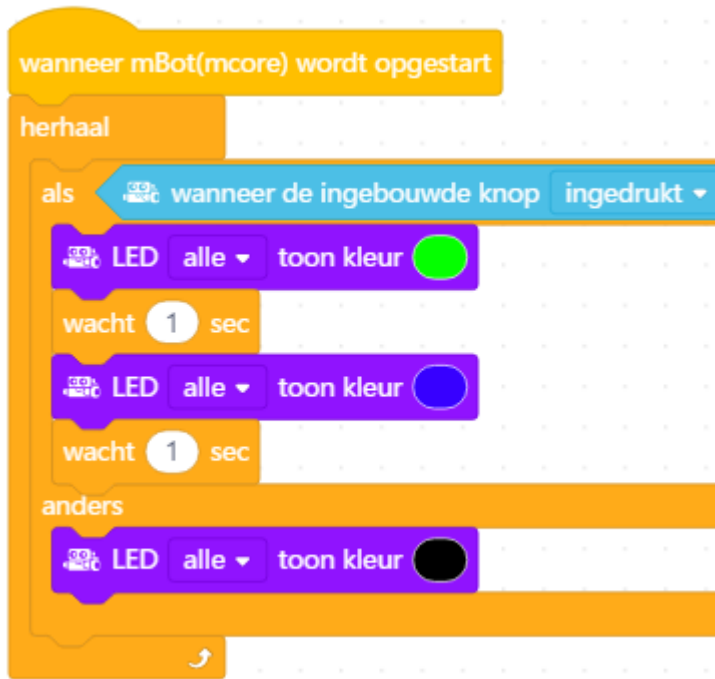 wanneer mBot(mcore) wordt opgestart
herhaal
als wanneer de ingebouwde knop ingedrukt
LED alle toon kleur
wacht 1 sec
LED alle toon kleur
wacht 1 sec
anders
LED alle toon kleur